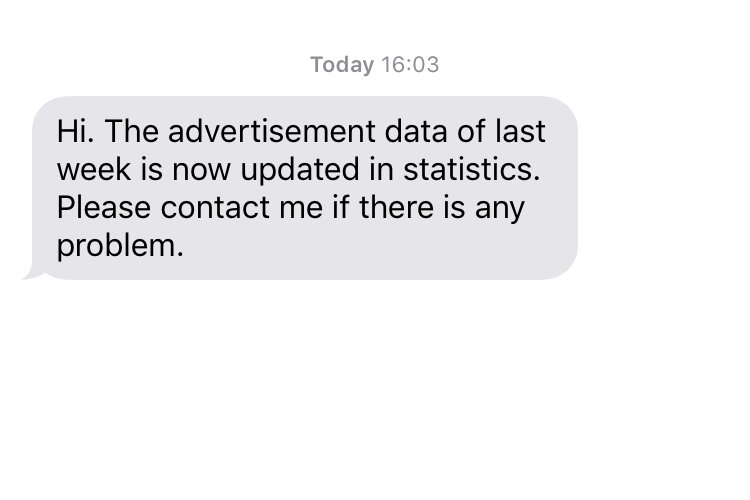 Today 16:03
Hi. The advertisement data of last
week is now updated in statistics.
Please contact me if there is any
problem.